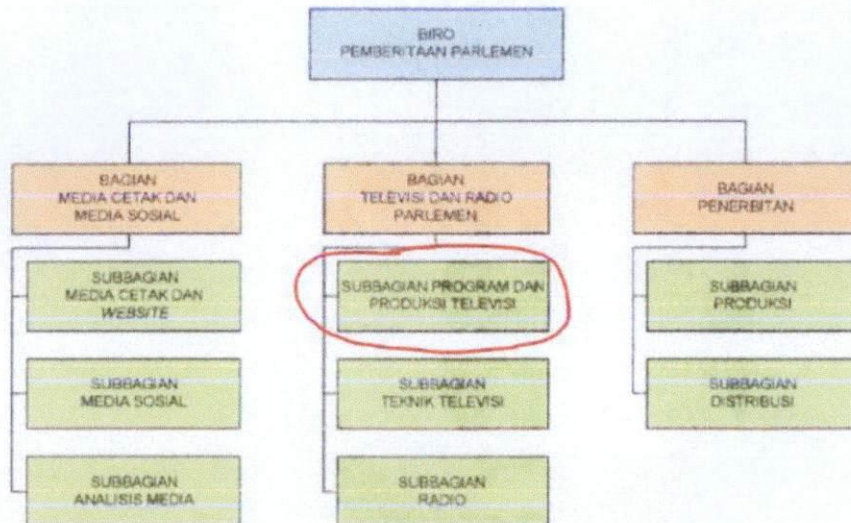 BIRO
PEMBERITAAN PARLEMEN
BAGIAN
MEDIA CETAK DAN
MEDIA SOSIAL
SUBBAGIAN
MEDIA CETAK DAN
WEBSITE
SUBBAGIAN
MEDIA SOSIAL
SUBBAGIAN
ANALISIS MEDIA
BAGIAN
TELEVISI DAN RADIO
PARLEMEN
SUBBAGIAN PROGRAM DAN
PRODUKSI TELEVISI
SUBBAGIAN
TEKNIK TELEVISI
SUBBAGIAN
RADIO
BAGIAN
PENERBITAN
SUBBAGIAN
PRODUKSI
SUBBAGIAN
DISTRIBUSI